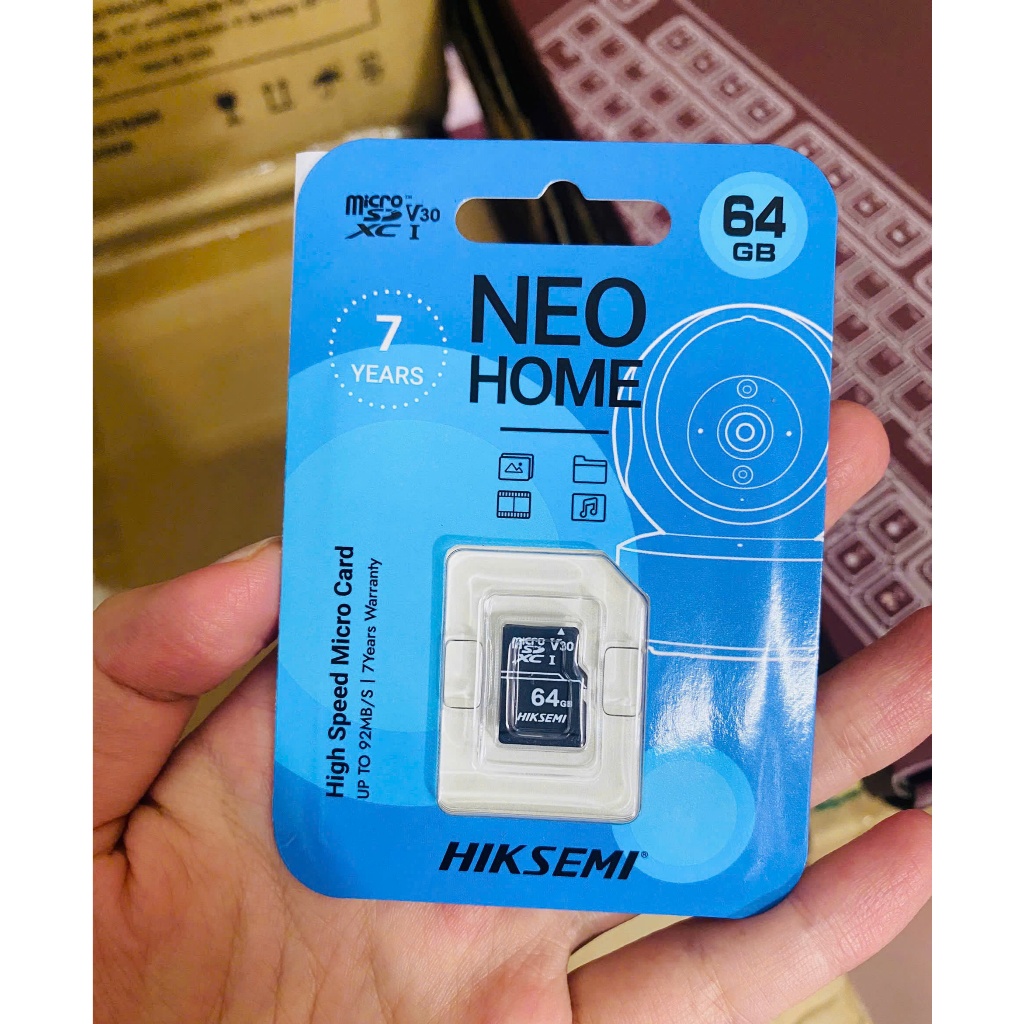 micro™
SD V30
XC I
64
GB
NEO
HOME
7
YEARS
High Speed Micro Card
UP TO 92MB/S | 7Years Warranty
micro
SD V30
XC I
64GB
HIKSEMI
HIKSEMI®